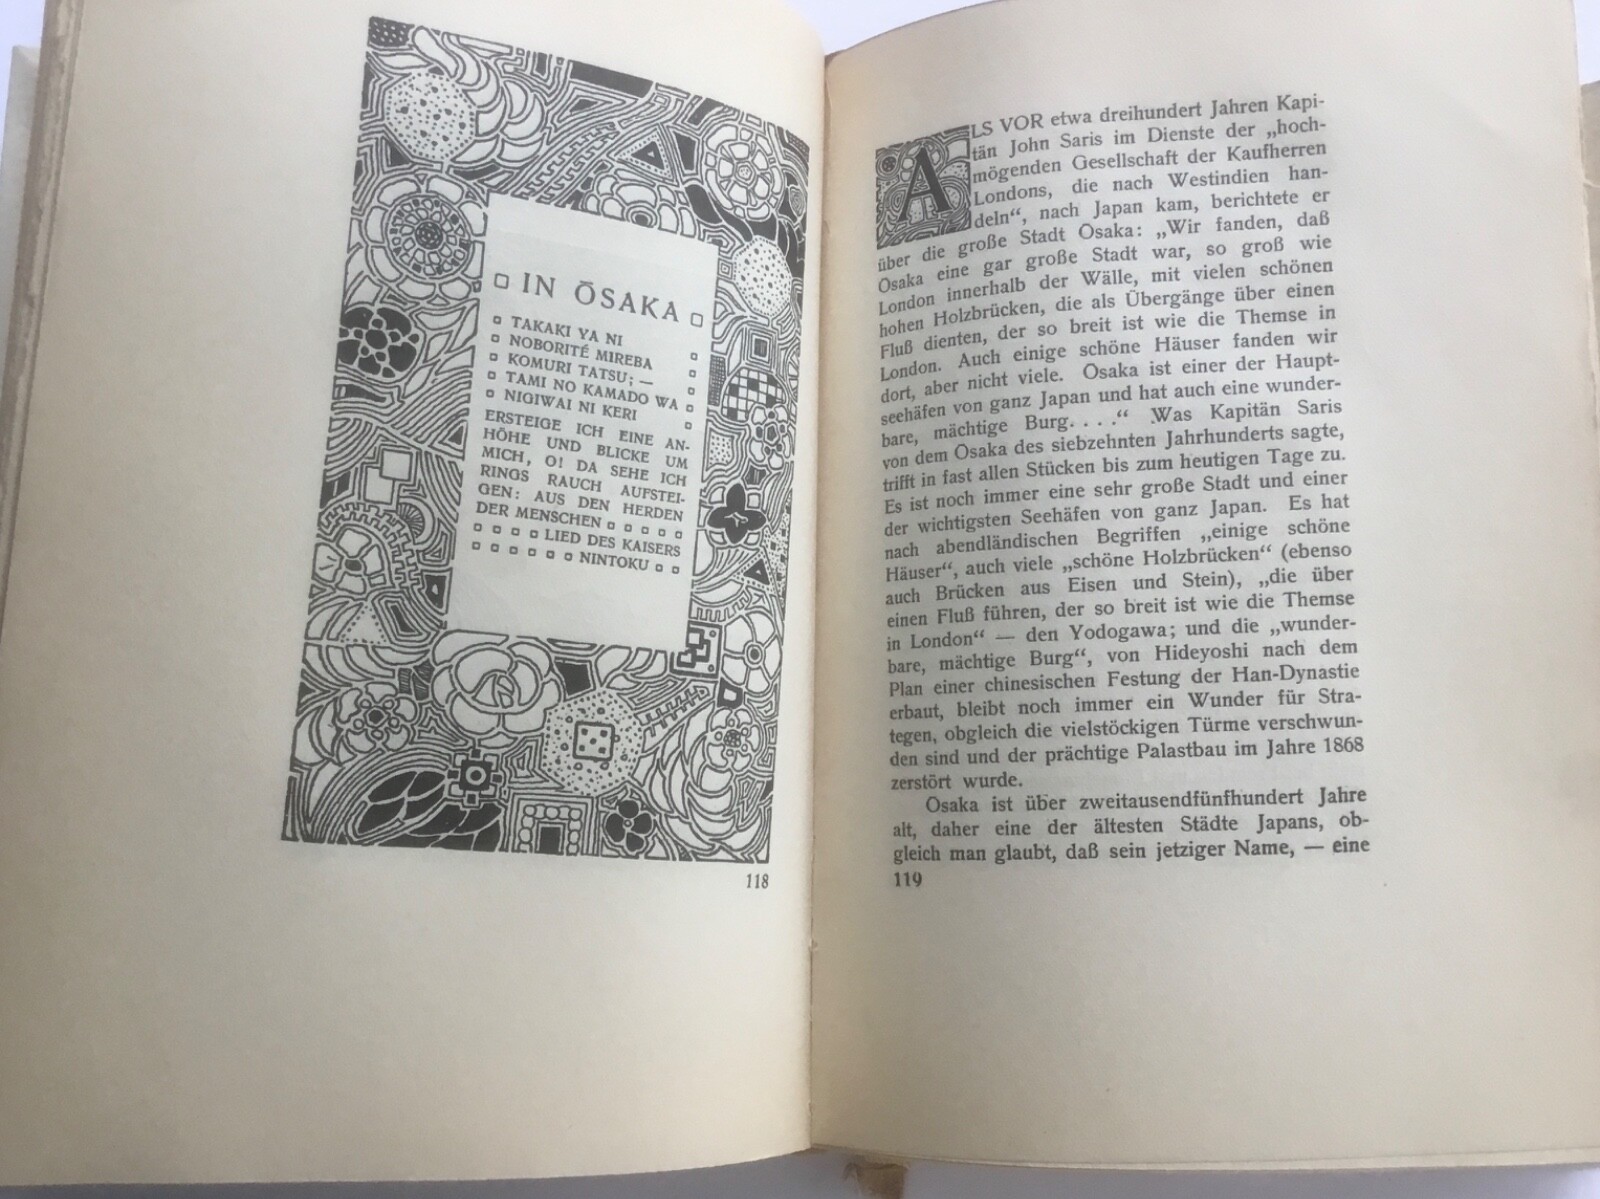 IN ŌSAKA
TAKAKI YA NI
NOBORITÉ MIREBA
KOMURI TATSU; —
TAMI NO KAMADO WA
NIGIWAI NI KERI
ERSTEIGE ICH EINE AN-
HÖHE UND BLICKE UM
MICH, O! DA SEHE ICH
RINGS RAUCH AUFSTEI-
GEN: AUS DEN HERDEN
DER MENSCHEN
LIED DES KAISERS
NINTOKU
118
ALS VOR etwa dreihundert Jahren Kapi-
tän John Saris im Dienste der „hoch-
mögenden Gesellschaft der Kaufherren
Londons, die nach Westindien han-
deln“, nach Japan kam, berichtete er
über die große Stadt Osaka: „Wir fanden, daß
Osaka eine gar große Stadt war, so groß wie
London innerhalb der Wälle, mit vielen schönen
hohen Holzbrücken, die als Übergänge über einen
Fluß dienten, der so breit ist wie die Themse in
London. Auch einige schöne Häuser fanden wir
dort, aber nicht viele. Osaka ist einer der Haupt-
seehäfen von ganz Japan und hat auch eine wunder-
bare, mächtige Burg. . . .“ Was Kapitän Saris
von dem Osaka des siebzehnten Jahrhunderts sagte,
trifft in fast allen Stücken bis zum heutigen Tage zu.
Es ist noch immer eine sehr große Stadt und einer
der wichtigsten Seehäfen von ganz Japan. Es hat
nach abendländischen Begriffen „einige schöne
Häuser“, auch viele „schöne Holzbrücken“ (ebenso
auch Brücken aus Eisen und Stein), „die über
einen Fluß führen, der so breit ist wie die Themse
in London“ — den Yodogawa; und die „wunder-
bare, mächtige Burg“, von Hideyoshi nach dem
Plan einer chinesischen Festung der Han-Dynastie
erbaut, bleibt noch immer ein Wunder für Stra-
tegen, obgleich die vielstöckigen Türme verschwun-
den sind und der prächtige Palastbau im Jahre 1868
zerstört wurde.
Osaka ist über zweitausendfünfhundert Jahre
alt, daher eine der ältesten Städte Japans, ob-
gleich man glaubt, daß sein jetziger Name, — eine
119